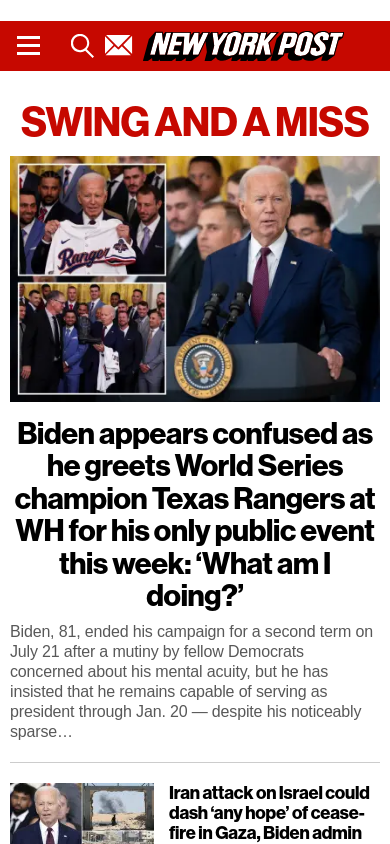 NEW YORK POST
SWING AND A MISS
Rangers
Biden appears confused as
he greets World Series
champion Texas Rangers at
WH for his only public event
this week: ‘What am I
doing?’
Biden, 81, ended his campaign for a second term on
July 21 after a mutiny by fellow Democrats
concerned about his mental acuity, but he has
insisted that he remains capable of serving as
president through Jan. 20 — despite his noticeably
sparse…
Iran attack on Israel could
dash ‘any hope’ of cease-
fire in Gaza, Biden admin